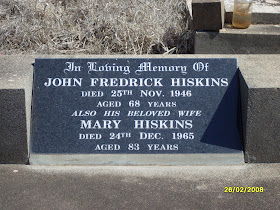 In Loving Memory Of
JOHN FREDRICK HISKINS
DIED 25TH NOV. 1946
AGED 68 YEARS
ALSO HIS BELOVED WIFE
MARY HISKINS
DIED 24TH DEC. 1965
AGED 83 YEARS
26/02/2008